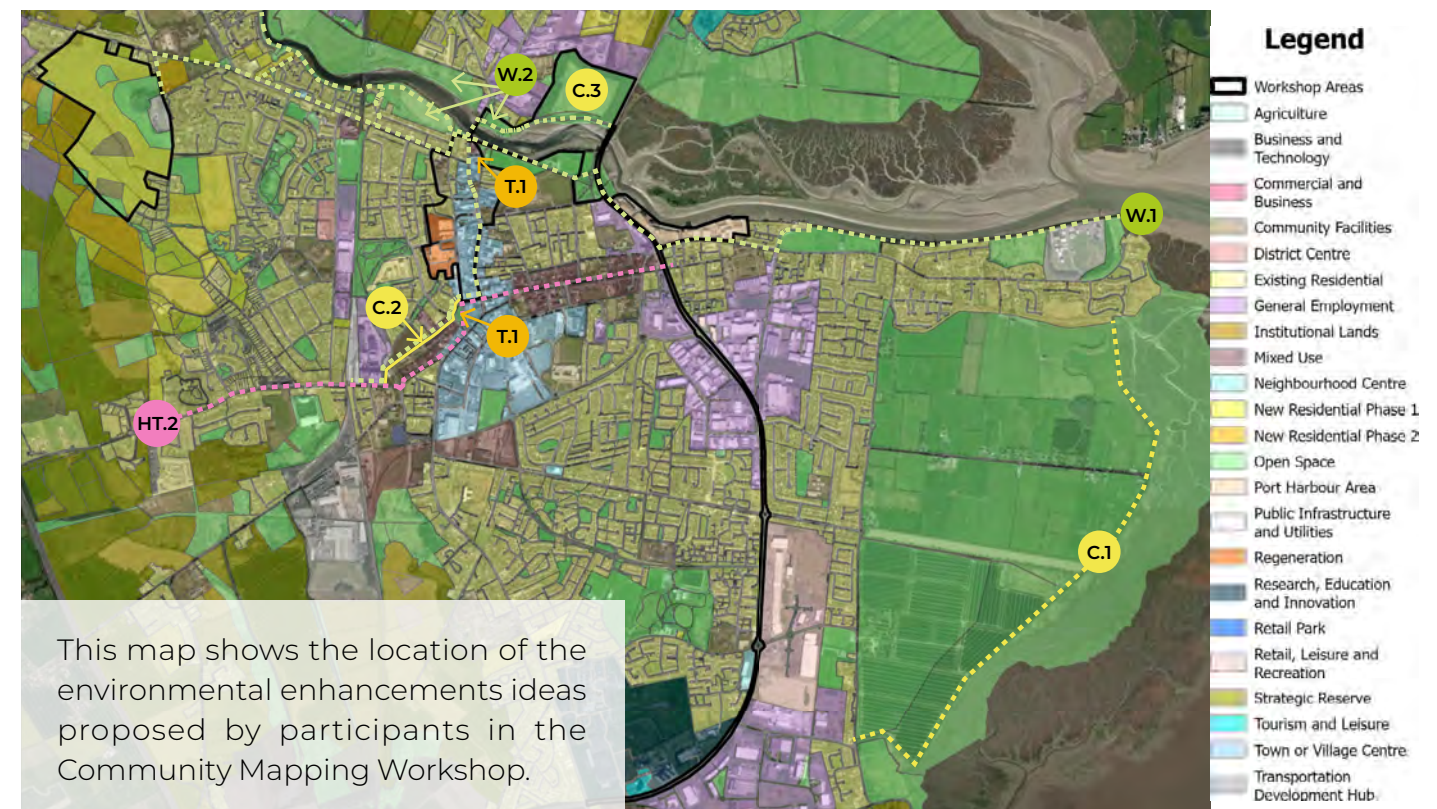 W.2
C.3
T.1
W.1
C.2
T.1
HT.2
C.1
This map shows the location of the
environmental enhancements ideas
proposed by participants in the
Community Mapping Workshop.
Legend
Workshop Areas
Agriculture
Business and
Technology
Commercial and
Business
Community Facilities
District Centre
Existing Residential
General Employment
Institutional Lands
Mixed Use
Neighbourhood Centre
New Residential Phase 1
New Residential Phase 2
Open Space
Port Harbour Area
Public Infrastructure
and Utilities
Regeneration
Research, Education
and Innovation
Retail Park
Retail, Leisure and
Recreation
Strategic Reserve
Tourism and Leisure
Town or Village Centre
Transportation
Development Hub